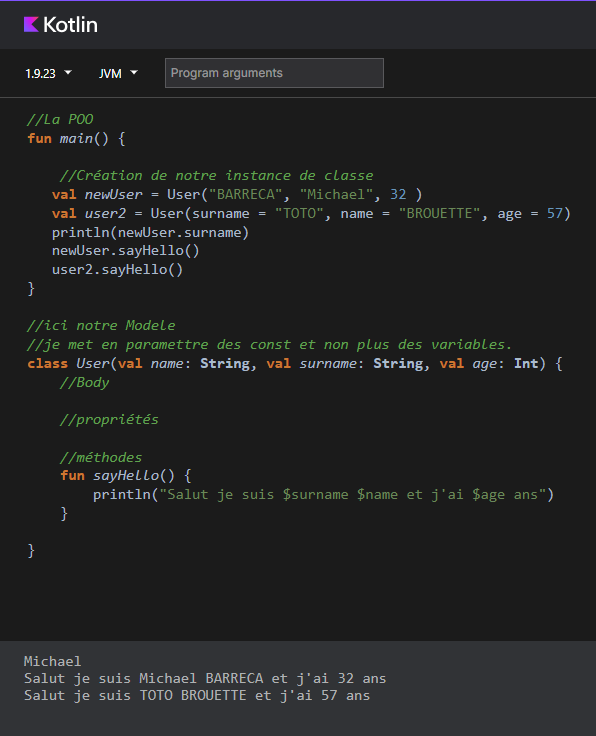 Kotlin
1.9.23 JVM Program arguments
//La POO
fun main() {
//Création de notre instance de classe
val newUser = User("BARRECA", "Michael", 32 )
val user2 = User(surname = "TOTO", name = "BROUETTE", age = 57)
println(newUser.surname)
newUser.sayHello()
user2.sayHello()
}
//ici notre Modele
//je met en paramettre des const et non plus des variables.
class User(val name: String, val surname: String, val age: Int) {
//Body
//propriétés
//méthodes
fun sayHello() {
println("Salut je suis $surname $name et j'ai $age ans")
}
}
Michael
Salut je suis Michael BARRECA et j'ai 32 ans
Salut je suis TOTO BROUETTE et j'ai 57 ans